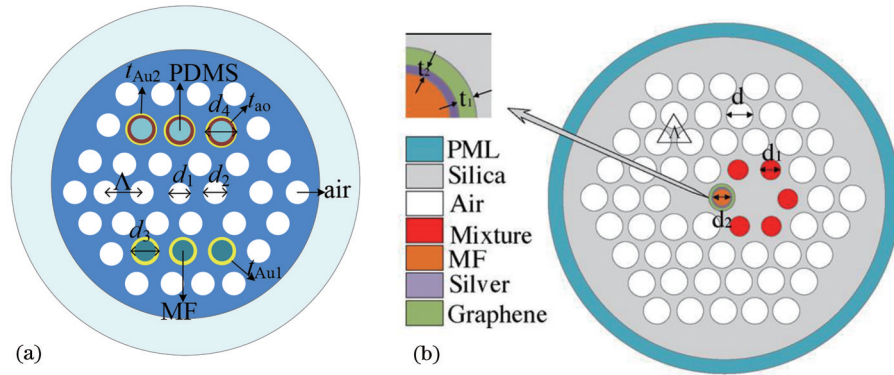 t_Au2
PDMS
t_ao
d_4
Λ
d_1
d_2
air
d_3
t_Au1
MF
(a)
t_2
t_1
PML
Silica
Air
Mixture
MF
Silver
Graphene
d
Λ
d_1
d_2
(b)